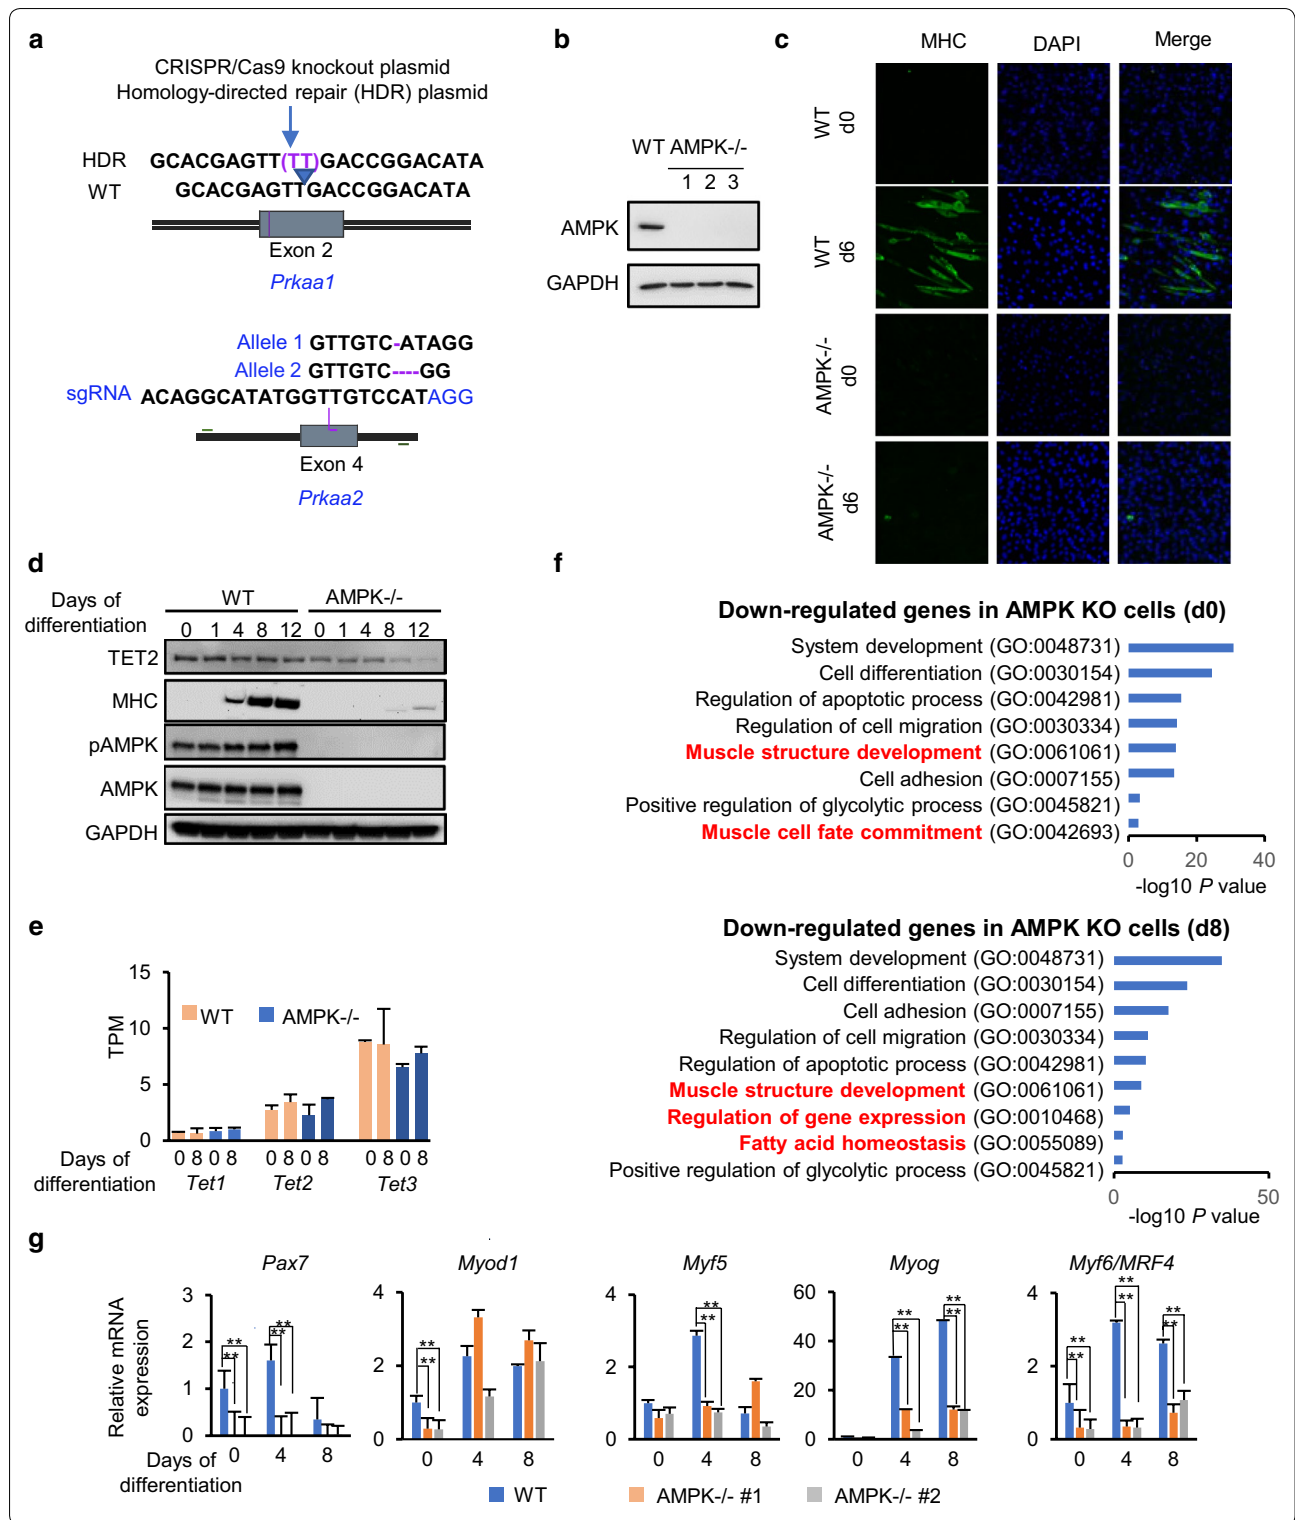 a
CRISPR/Cas9 knockout plasmid
Homology-directed repair (HDR) plasmid
HDR GCACGAGTT(TT)GACCGGACATA
WT GCACGAGTTGACCGGACATA
Exon 2
Prkaa1
Allele 1 GTTGTC-ATAGG
Allele 2 GTTGTC----GG
sgRNA ACAGGCATATGGTTGTCCATAGG
Exon 4
Prkaa2
b
WT AMPK-/-
1 2 3
AMPK
GAPDH
c
MHC DAPI Merge
WT d0
WT d6
AMPK-/- d0
AMPK-/- d6
d
Days of differentiation
WT AMPK-/-
0 1 4 8 12 0 1 4 8 12
TET2
MHC
pAMPK
AMPK
GAPDH
e
15
10
5
0
TPM
WT AMPK-/-
Days of differentiation
0 8 0 8 0 8 0 8 0 8 0 8
Tet1 Tet2 Tet3
f
Down-regulated genes in AMPK KO cells (d0)
System development (GO:0048731)
Cell differentiation (GO:0030154)
Regulation of apoptotic process (GO:0042981)
Regulation of cell migration (GO:0030334)
Muscle structure development (GO:0061061)
Cell adhesion (GO:0007155)
Positive regulation of glycolytic process (GO:0045821)
Muscle cell fate commitment (GO:0042693)
0 20 40
-log10 P value
Down-regulated genes in AMPK KO cells (d8)
System development (GO:0048731)
Cell differentiation (GO:0030154)
Cell adhesion (GO:0007155)
Regulation of cell migration (GO:0030334)
Regulation of apoptotic process (GO:0042981)
Muscle structure development (GO:0061061)
Regulation of gene expression (GO:0010468)
Fatty acid homeostasis (GO:0055089)
Positive regulation of glycolytic process (GO:0045821)
0 50
-log10 P value
g
Relative mRNA expression
Pax7
3
2
1
0
** ** ** **
0 4 8
Myod1
4
2
0
** **
0 4 8
Myf5
4
2
0
** **
0 4 8
Myog
60
40
20
0
** ** ** **
0 4 8
Myf6/MRF4
4
2
0
** ** ** ** ** **
0 4 8
Days of differentiation
WT AMPK-/- #1 AMPK-/- #2